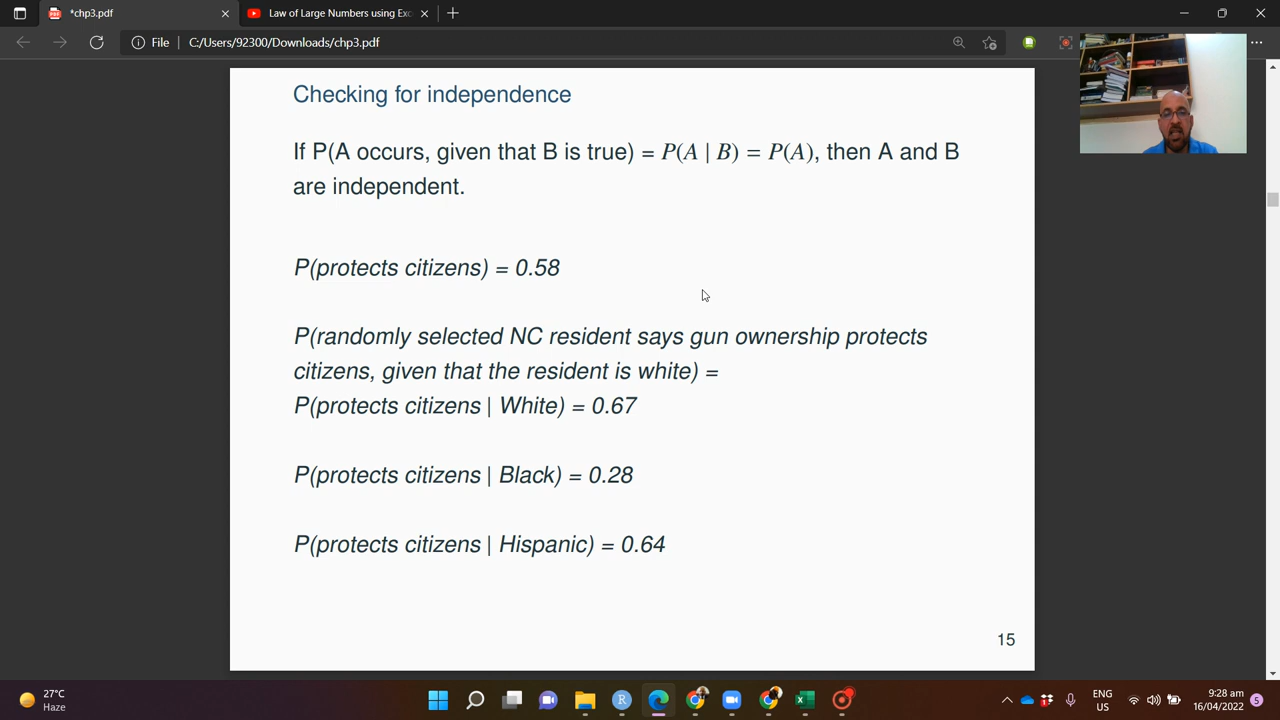 *chp3.pdf
Law of Large Numbers using Exc
File | C:/Users/92300/Downloads/chp3.pdf
Checking for independence
If P(A occurs, given that B is true) = P(A | B) = P(A), then A and B
are independent.
P(protects citizens) = 0.58
P(randomly selected NC resident says gun ownership protects
citizens, given that the resident is white) =
P(protects citizens | White) = 0.67
P(protects citizens | Black) = 0.28
P(protects citizens | Hispanic) = 0.64
15
27°C
Haze
ENG
US
9:28 am
16/04/2022
5